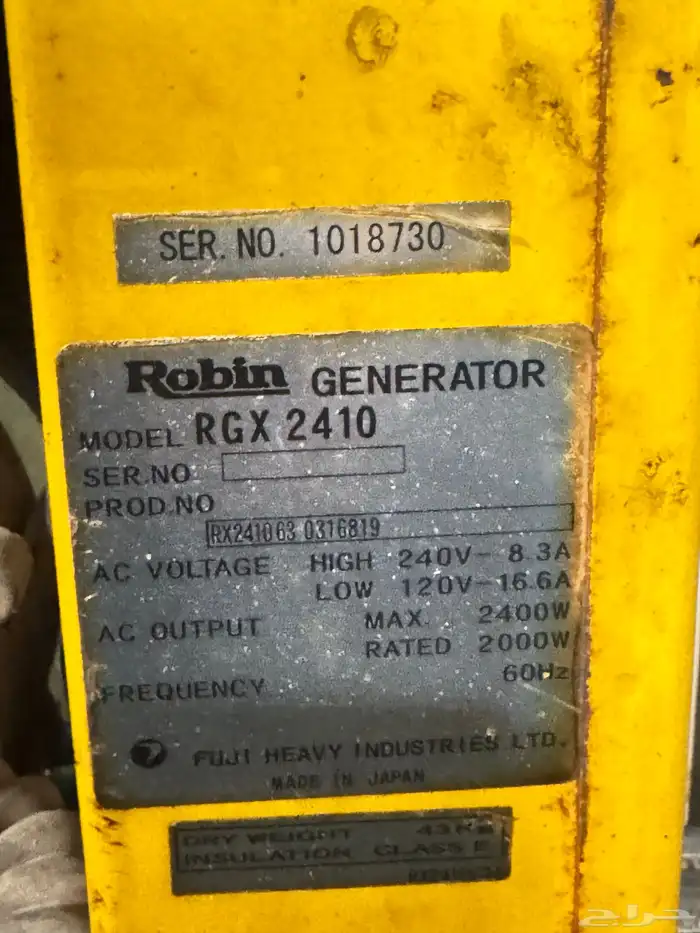 SER. NO. 1018730
Robin GENERATOR
MODEL RGX 2410
SER.NO
PROD.NO
RX241063 0316819
AC VOLTAGE HIGH 240V- 8.3A
LOW 120V-16.6A
AC OUTPUT MAX. 2400W
RATED 2000W
FREQUENCY 60Hz
FUJI HEAVY INDUSTRIES LTD.
MADE IN JAPAN
DRY WEIGHT 43Kg
INSULATION CLASS E
حراج